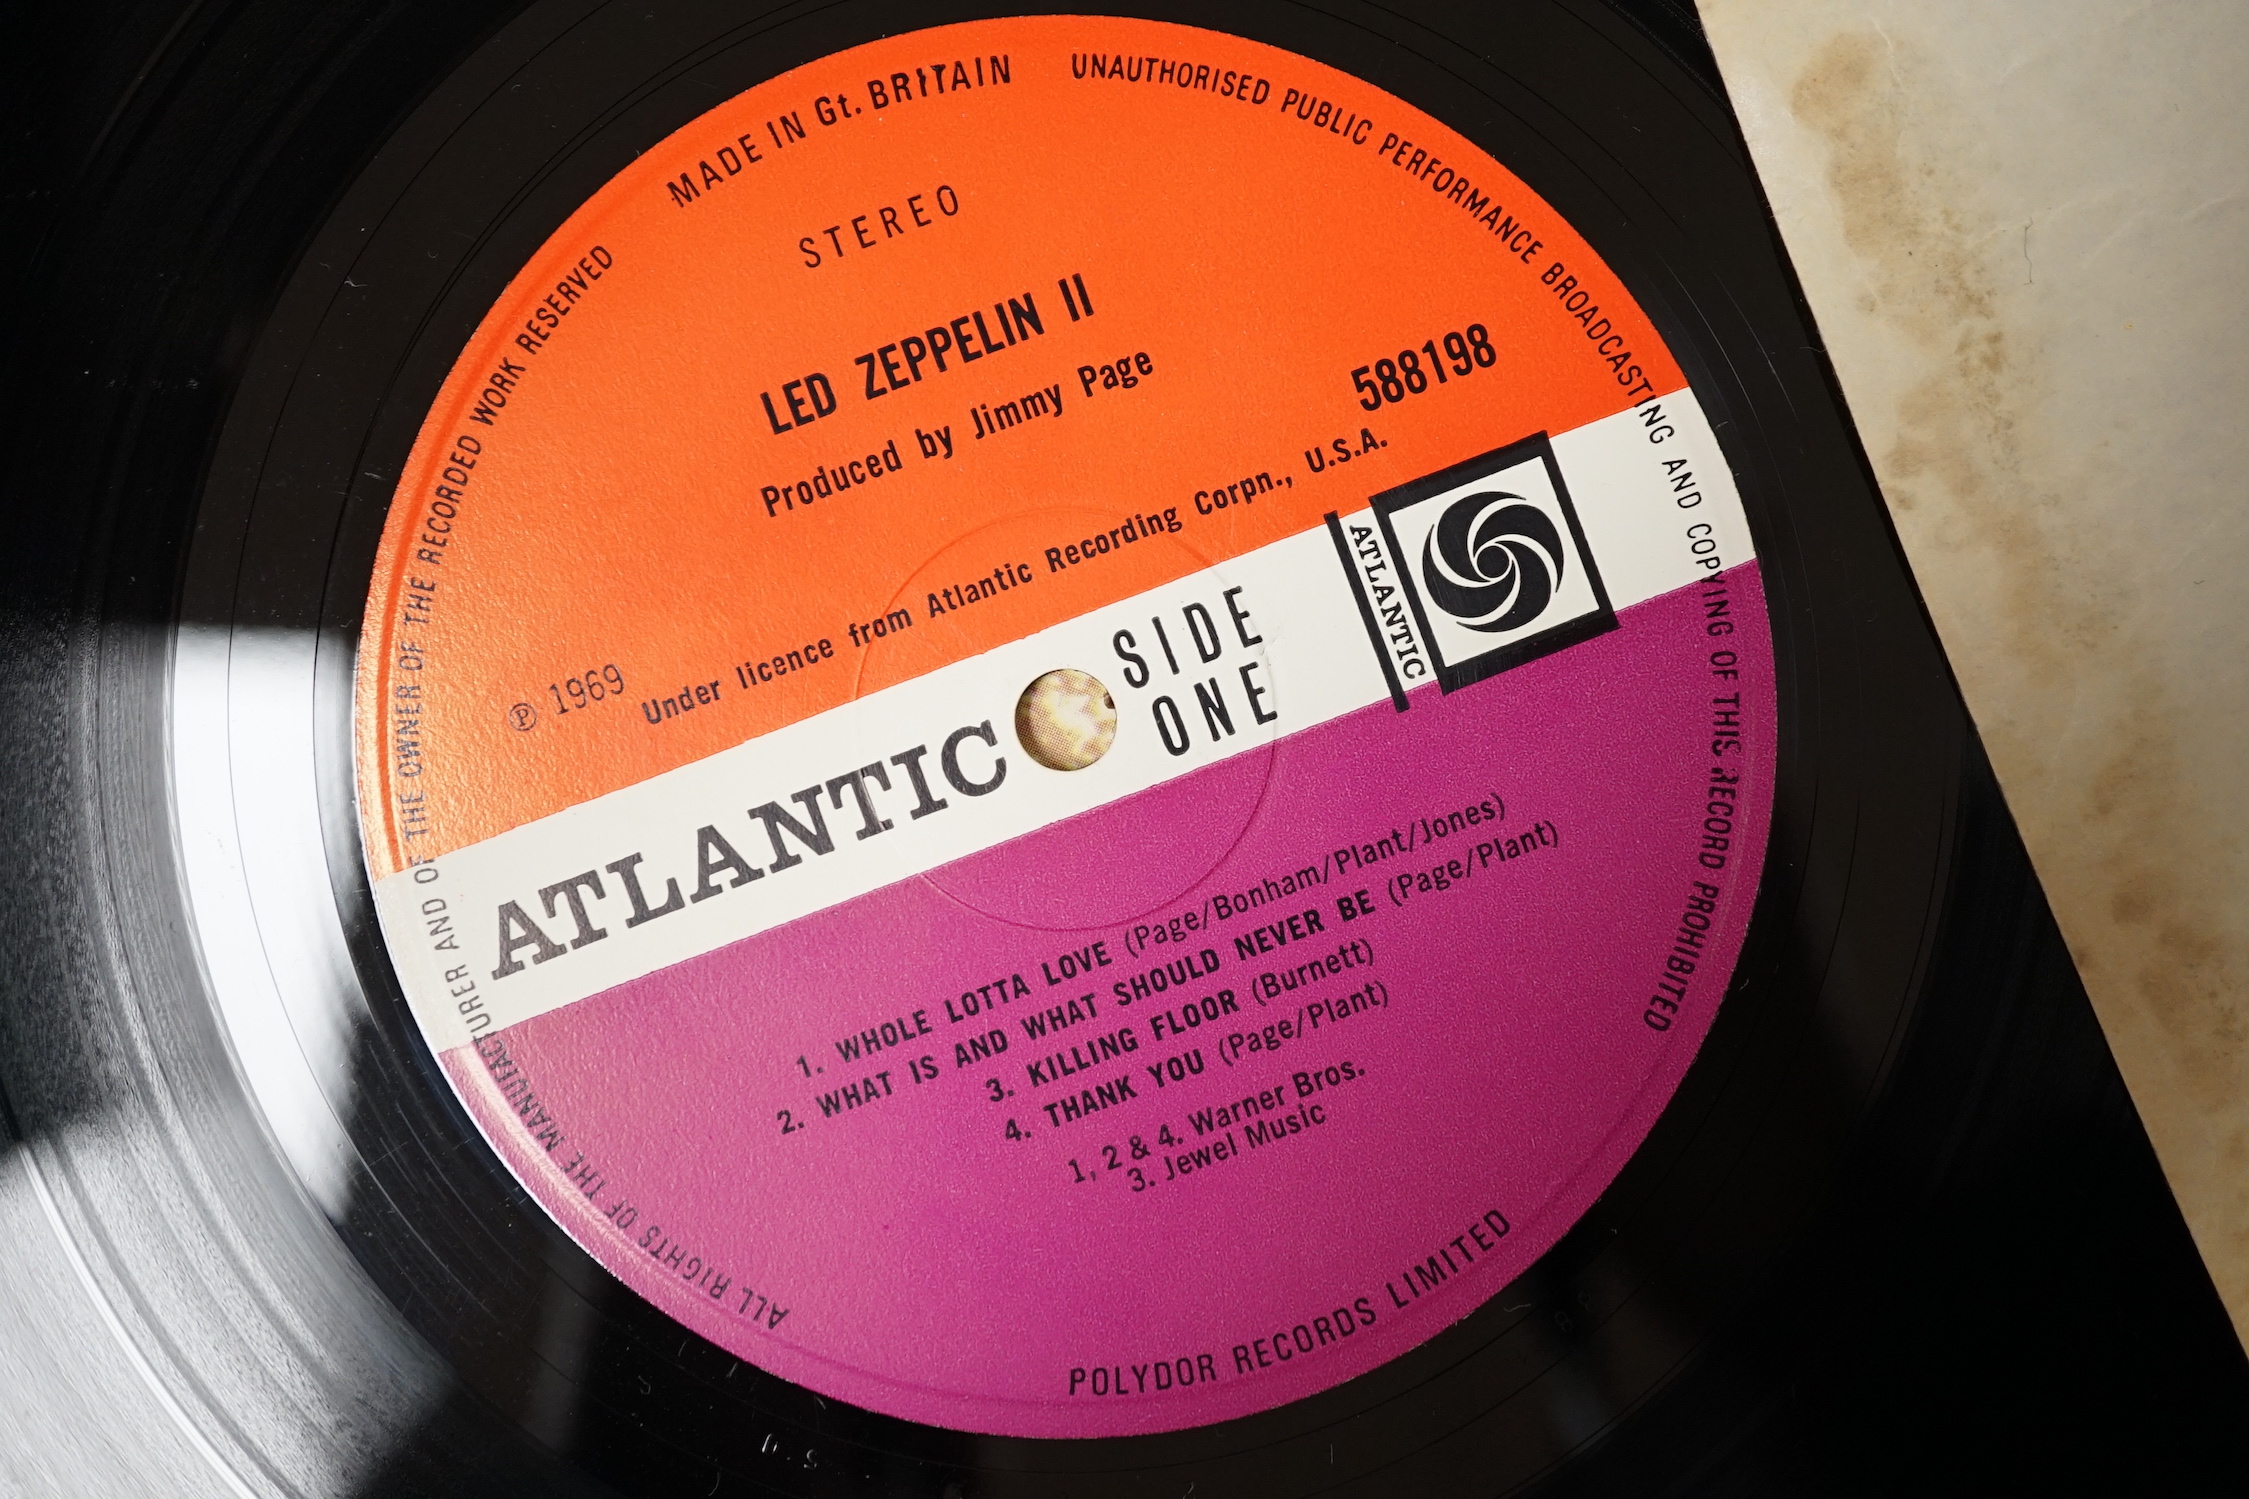 MADE IN Gt. BRITAIN
UNAUTHORISED PUBLIC PERFORMANCE BROADCASTING AND COPYING OF THIS RECORD PROHIBITED
STEREO
LED ZEPPELIN II
Produced by Jimmy Page
588198
Ⓟ 1969
Under licence from Atlantic Recording Corpn., U.S.A.
ATLANTIC
SIDE
ONE
ATLANTIC
1. WHOLE LOTTA LOVE (Page/Bonham/Plant/Jones)
2. WHAT IS AND WHAT SHOULD NEVER BE (Page/Plant)
3. KILLING FLOOR (Burnett)
4. THANK YOU (Page/Plant)
1, 2 & 4. Warner Bros.
3. Jewel Music
POLYDOR RECORDS LIMITED
ALL RIGHTS OF THE MANUFACTURER AND OF THE OWNER OF THE RECORDED WORK RESERVED